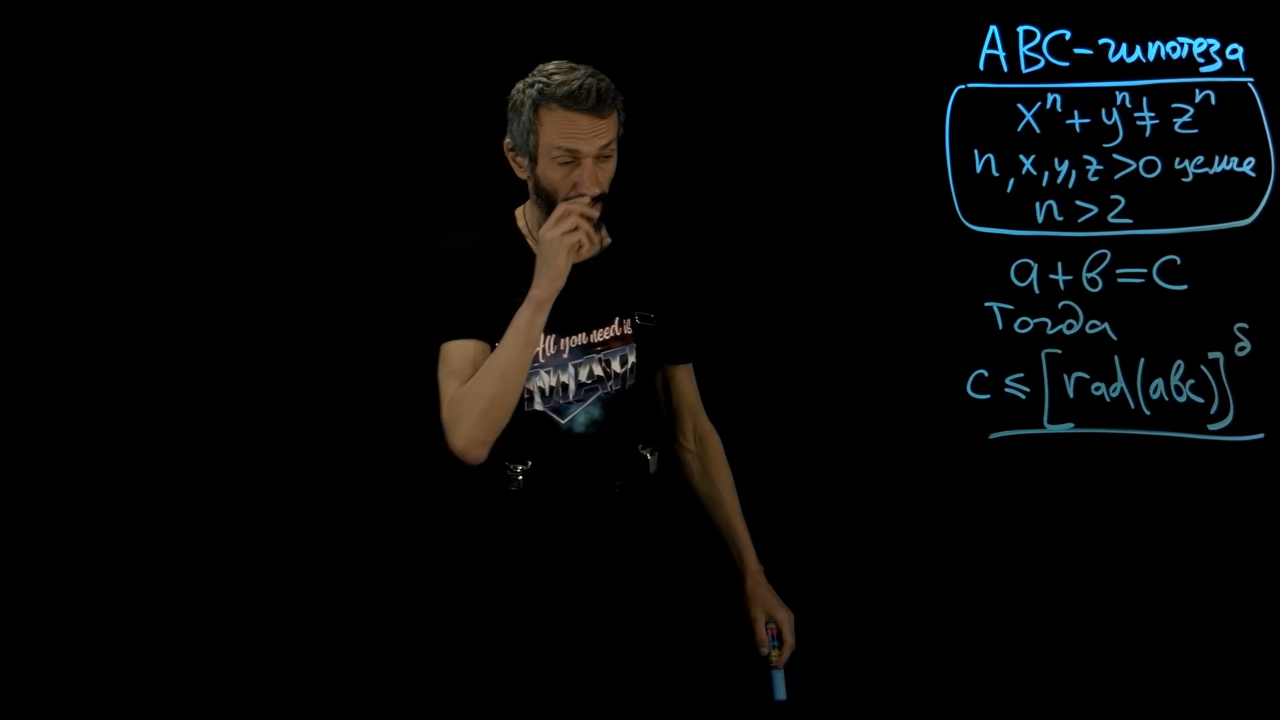 ABC-гипотеза
xⁿ + yⁿ ≠ zⁿ
n, x, y, z > 0 целые
n > 2
a + b = c
Тогда
c ≤ [rad(abc)]^δ
All you need is